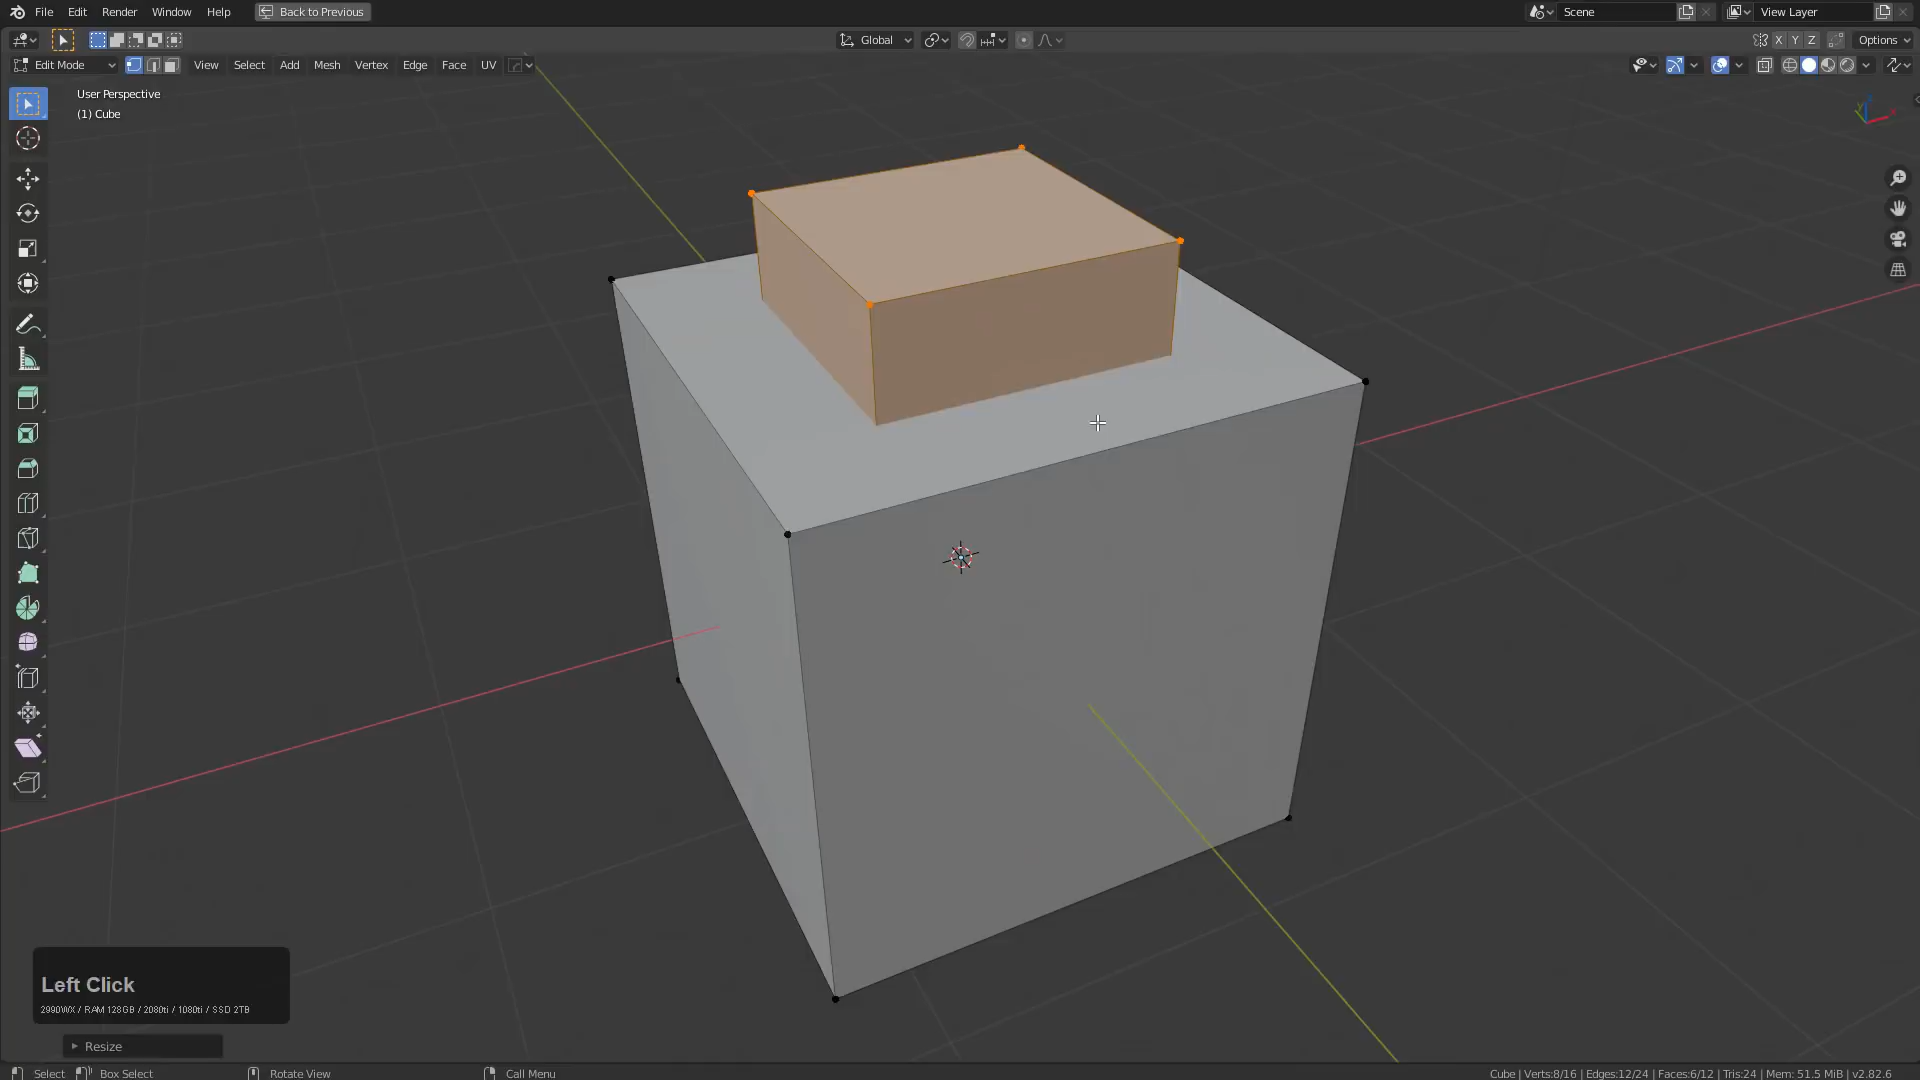 File Edit Render Window Help Back to Previous Scene View Layer
Global X Y Z Options
Edit Mode View Select Add Mesh Vertex Edge Face UV
User Perspective
(1) Cube
Left Click
2990WX / RAM 128GB / 2080ti / 1080ti / SSD 2TB
Resize
Select Box Select Rotate View Call Menu Cube | Verts:8/16 | Edges:12/24 | Faces:6/12 | Tris:24 | Mem: 51.5 MiB | v2.82.6